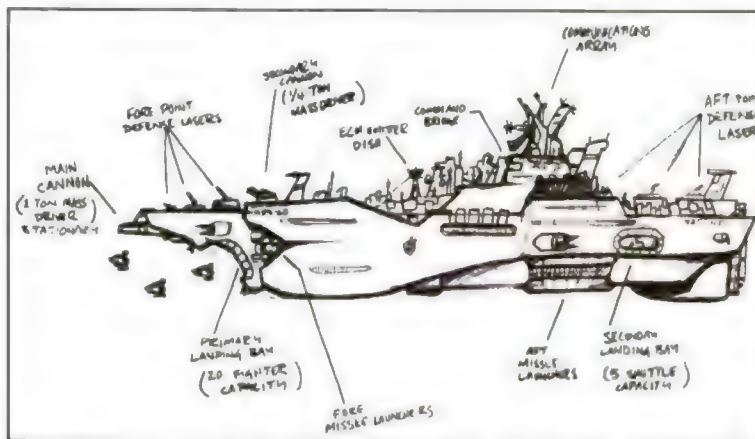 COMMUNICATIONS
ARRAY
SECONDARY
CANNON
(1/4 TON
MASS DRIVER)
FORE POINT
DEFENSE LASERS
ECM EMITTER
DISH
COMMAND
BRIDGE
AFT POINT
DEFENSE
LASER
MAIN
CANNON
(1 TON MASS
DRIVER
STATIONARY
PRIMARY
LANDING BAY
(20 FIGHTER
CAPACITY)
FORE
MISSLE LAUNCHERS
AFT
MISSLE
LAUNCHERS
SECONDARY
LANDING BAY
(5 SHUTTLE
CAPACITY)